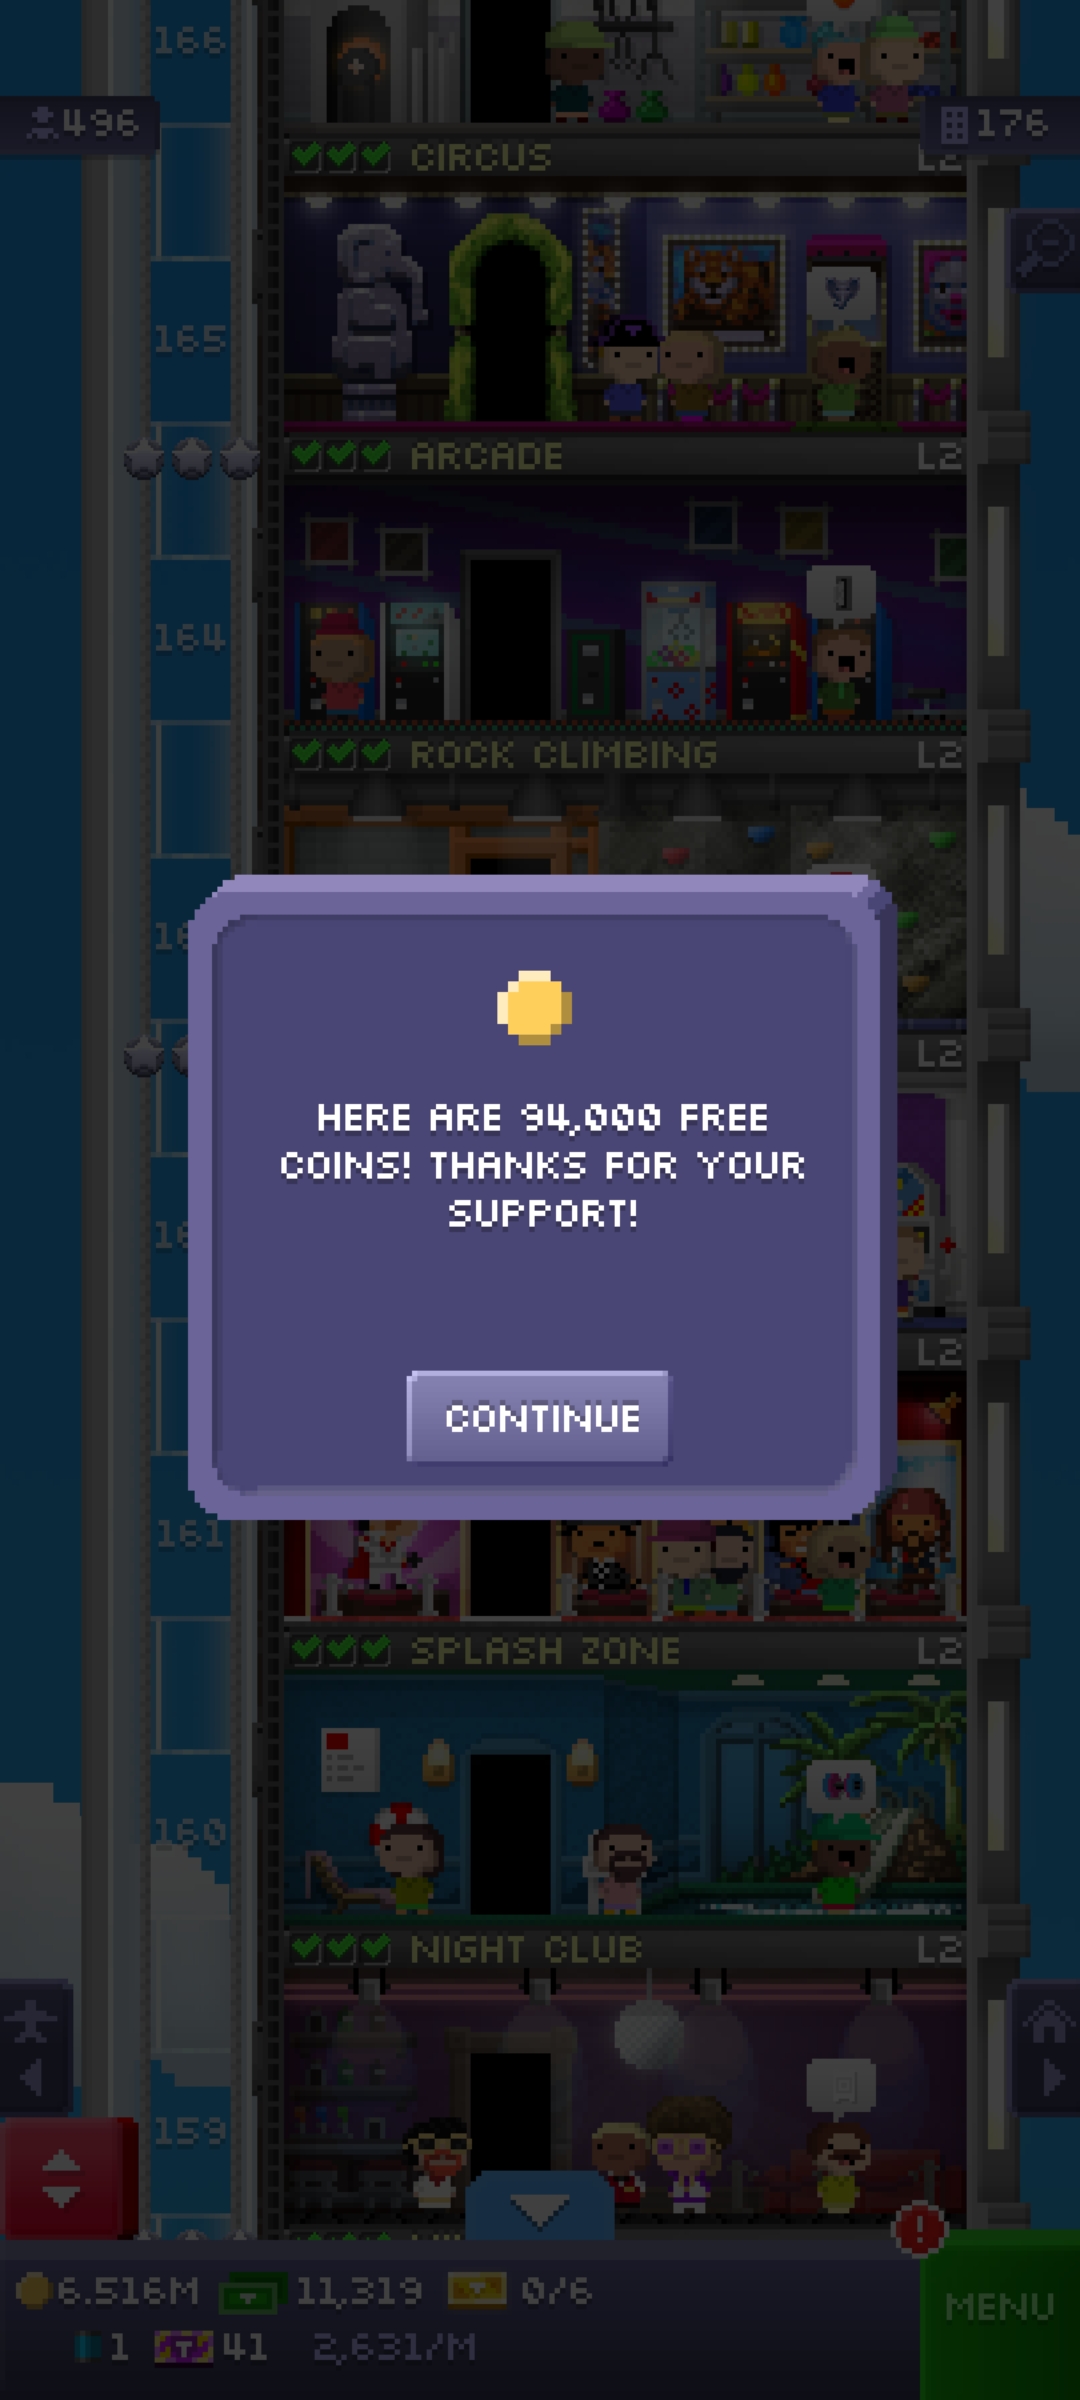 166
496
176
CIRCUS
L2
165
ARCADE
L2
164
ROCK CLIMBING
L2
L2
HERE ARE 94,000 FREE
COINS! THANKS FOR YOUR
SUPPORT!
L2
CONTINUE
161
SPLASH ZONE
L2
160
NIGHT CLUB
L2
159
6.516M 11,319 0/6
MENU
1 41 2,631/M